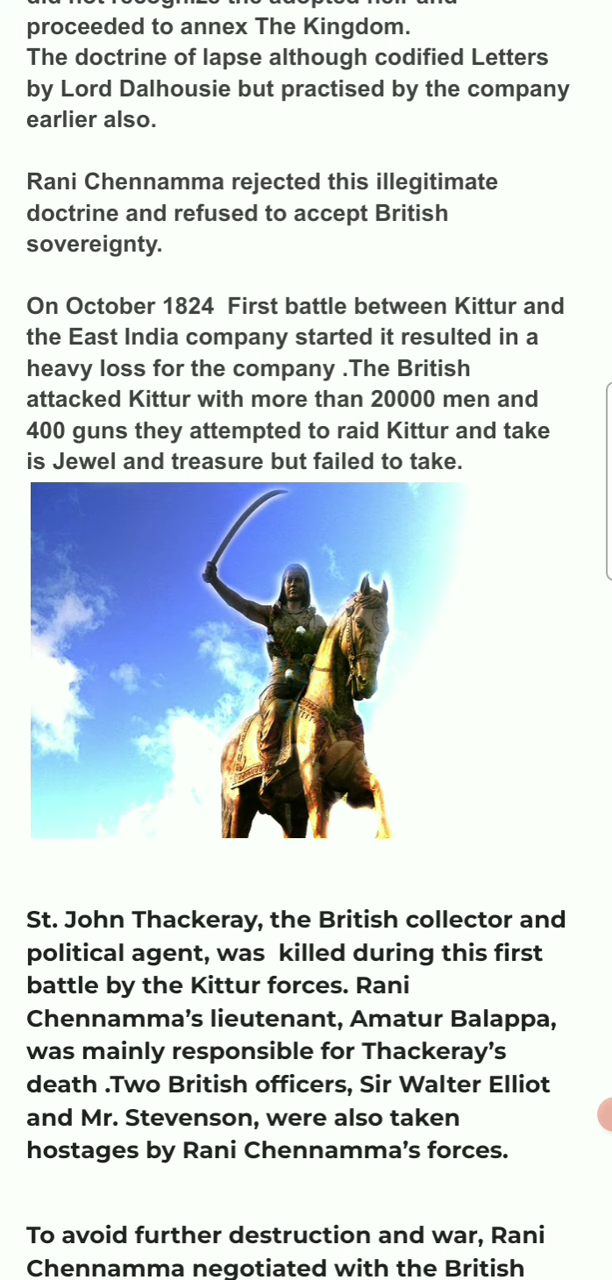 proceeded to annex The Kingdom.
The doctrine of lapse although codified Letters
by Lord Dalhousie but practised by the company
earlier also.
Rani Chennamma rejected this illegitimate
doctrine and refused to accept British
sovereignty.
On October 1824  First battle between Kittur and
the East India company started it resulted in a
heavy loss for the company .The British
attacked Kittur with more than 20000 men and
400 guns they attempted to raid Kittur and take
is Jewel and treasure but failed to take.
St. John Thackeray, the British collector and
political agent, was  killed during this first
battle by the Kittur forces. Rani
Chennamma’s lieutenant, Amatur Balappa,
was mainly responsible for Thackeray’s
death .Two British officers, Sir Walter Elliot
and Mr. Stevenson, were also taken
hostages by Rani Chennamma’s forces.
To avoid further destruction and war, Rani
Chennamma negotiated with the British